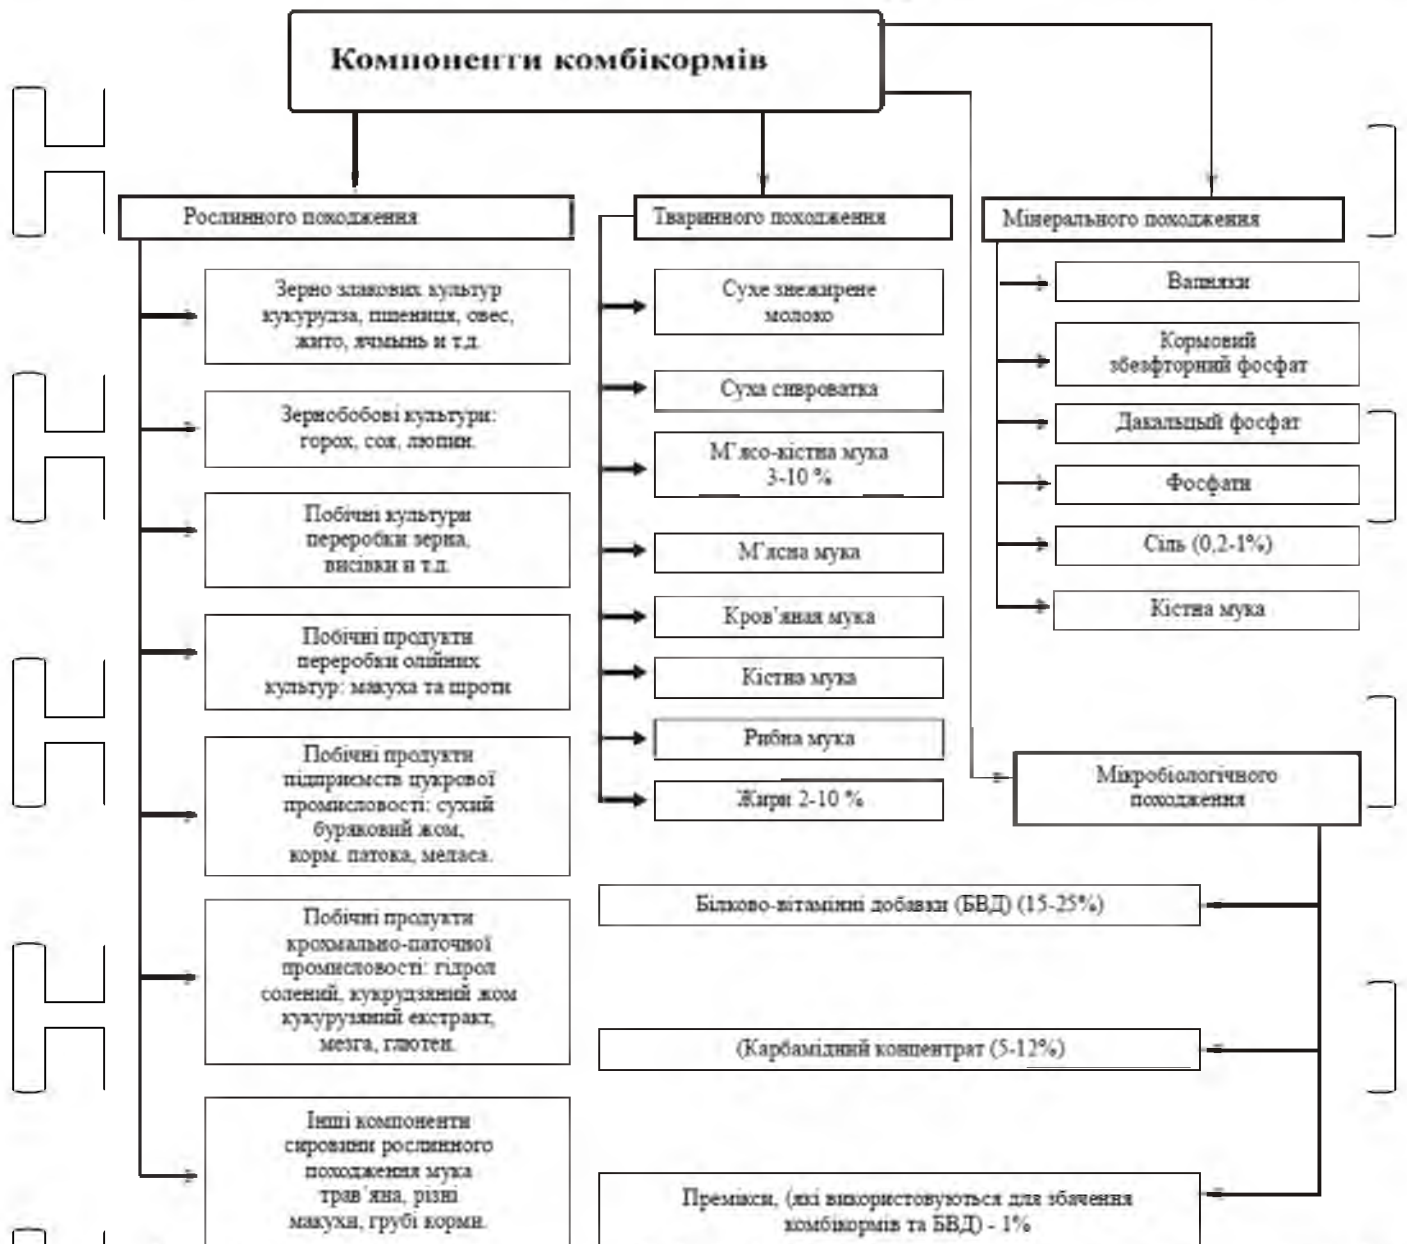 Компоненти комбікормів
Рослинного походження
Зерно злакових культур
кукурудза, пшениця, овес,
жито, ячмынь и т.д.
Зернобобові культури:
горох, соя, люпин.
Побічні культури
переробки зерна,
висівки и т.д.
Побічні продукти
переробки олійних
культур: макуха та шроти
Побічні продукти
підприємств цукрової
промисловості: сухий
буряковий жом,
корм. патока, меласа.
Побічні продукти
крохмально-паточної
промисловості: гідрол
солений, кукрудзяний жом
кукурузяний екстракт,
мезга, глютен.
Інші компоненти
сировини рослинного
походження мука
трав’яна, різні
макухи, грубі корми.
Тваринного походження
Сухе знежирене
молоко
Суха сивроватка
М’ясо-кістна мука
3-10 %
М’ясна мука
Кров’яная мука
Кістна мука
Рибна мука
Жири 2-10 %
Мінерального походження
Вапняки
Кормовий
збезфторний фосфат
Дакальцый фосфат
Фосфати
Сіль (0,2-1%)
Кістна мука
Мікробіологічного
походження
Білково-вітамінні добавки (БВД) (15-25%)
(Карбамідний концентрат (5-12%)
Премікси, (які використовуються для збачення
комбікормів та БВД) - 1%